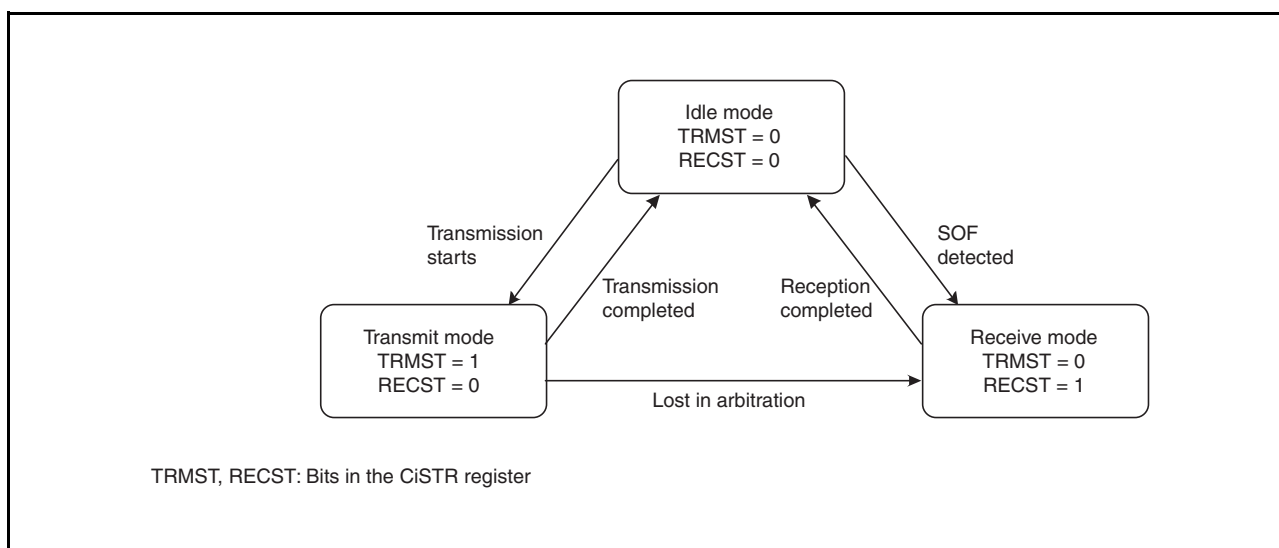 Idle mode
TRMST = 0
RECST = 0
Transmission
starts
SOF
detected
Transmission
completed
Reception
completed
Transmit mode
TRMST = 1
RECST = 0
Receive mode
TRMST = 0
RECST = 1
Lost in arbitration
TRMST, RECST: Bits in the CiSTR register